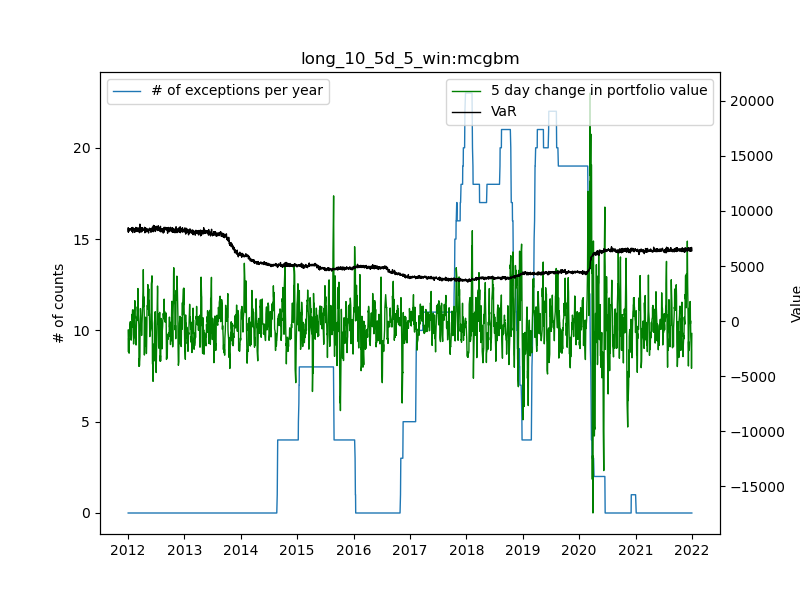 long_10_5d_5_win:mcgbm
# of exceptions per year
5 day change in portfolio value
VaR
# of counts
0
5
10
15
20
Value
20000
15000
10000
5000
0
−5000
−10000
−15000
2012 2013 2014 2015 2016 2017 2018 2019 2020 2021 2022